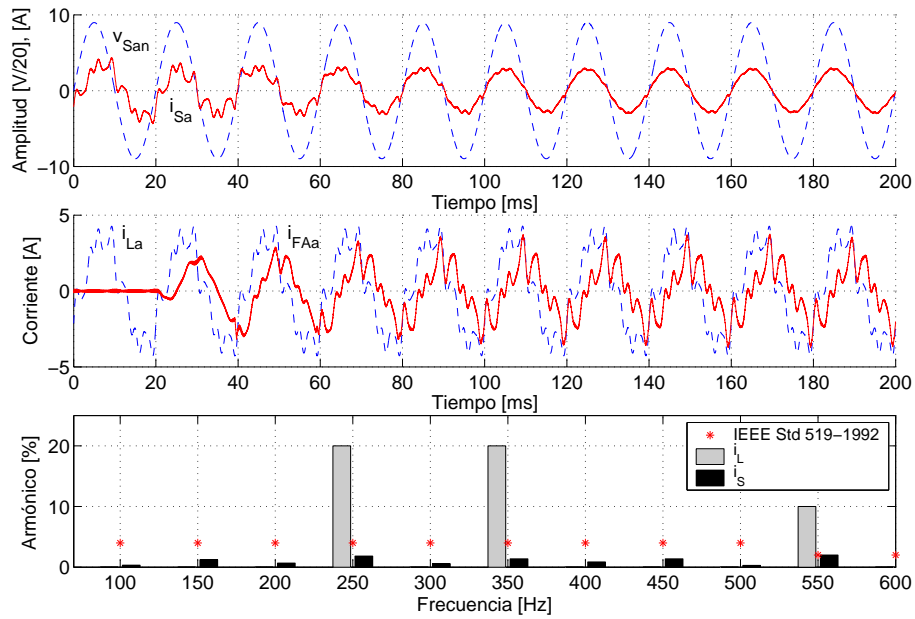 Amplitud [V/20], [A]
10
0
−10
v_San
i_Sa
0 20 40 60 80 100 120 140 160 180 200
Tiempo [ms]
Corriente [A]
5
0
−5
i_La
i_FAa
0 20 40 60 80 100 120 140 160 180 200
Tiempo [ms]
Armónico [%]
20
10
0
IEEE Std 519−1992
i_L
i_S
100 150 200 250 300 350 400 450 500 550 600
Frecuencia [Hz]